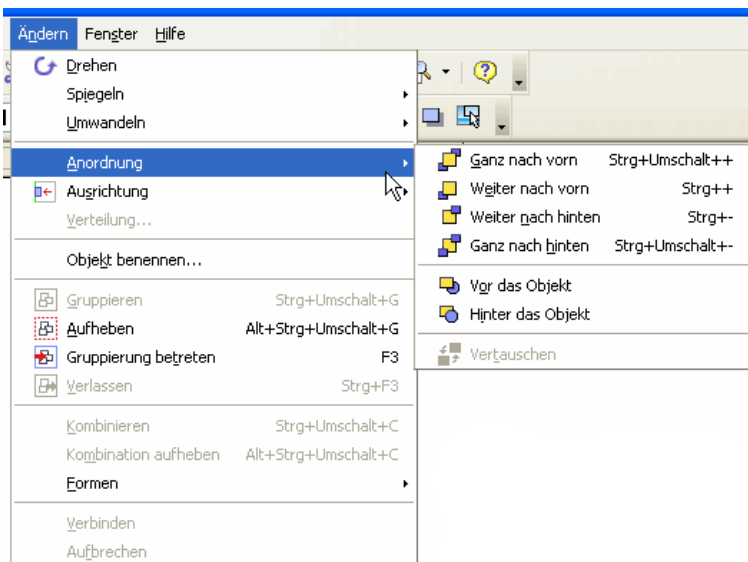 Ändern Fenster Hilfe
Drehen
Spiegeln
Umwandeln
Anordnung
Ausrichtung
Verteilung...
Objekt benennen...
Gruppieren Strg+Umschalt+G
Aufheben Alt+Strg+Umschalt+G
Gruppierung betreten F3
Verlassen Strg+F3
Kombinieren Strg+Umschalt+C
Kombination aufheben Alt+Strg+Umschalt+C
Formen
Verbinden
Aufbrechen
Ganz nach vorn Strg+Umschalt++
Weiter nach vorn Strg++
Weiter nach hinten Strg+-
Ganz nach hinten Strg+Umschalt+-
Vor das Objekt
Hinter das Objekt
Vertauschen